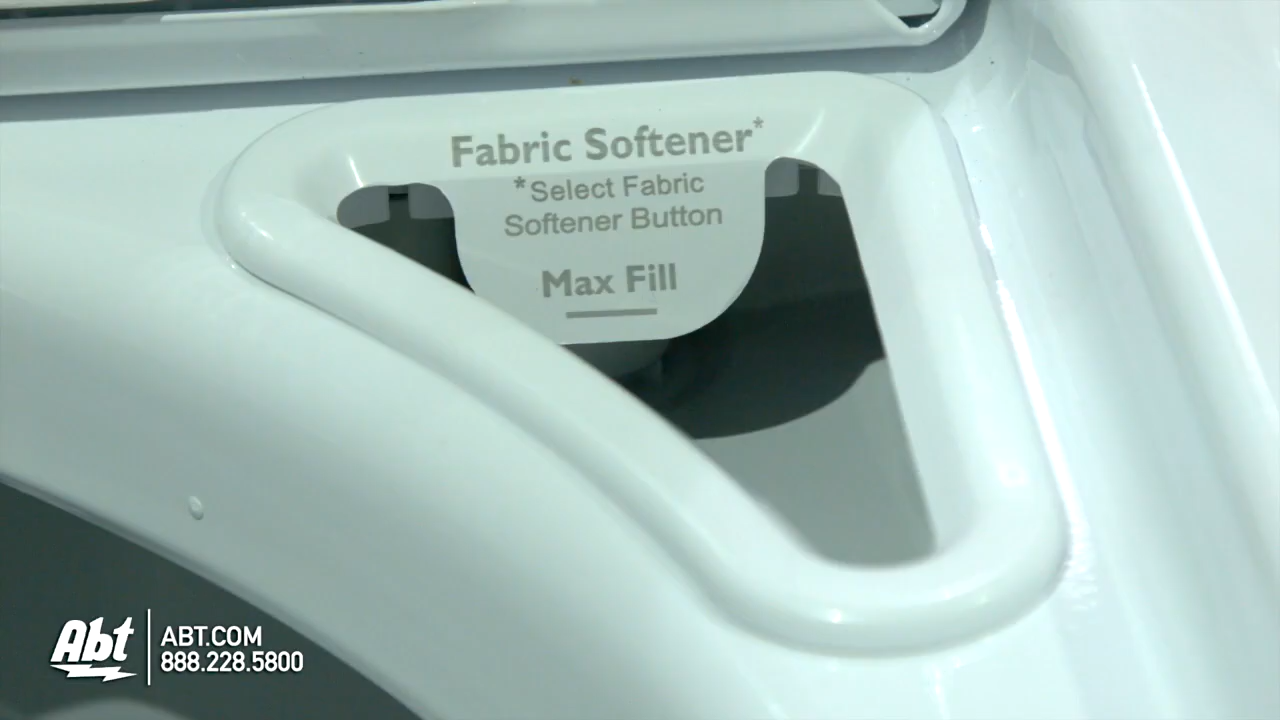 Fabric Softener*
*Select Fabric
Softener Button
Max Fill
Abt
ABT.COM
888.228.5800